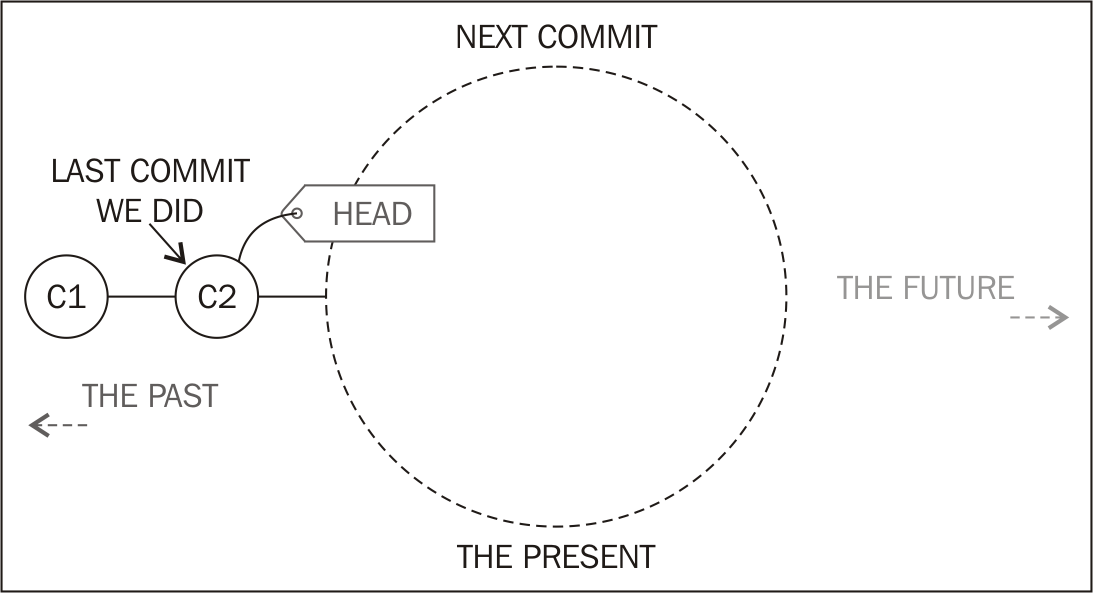 NEXT COMMIT
LAST COMMIT
WE DID
HEAD
C1
C2
THE FUTURE
THE PAST
THE PRESENT